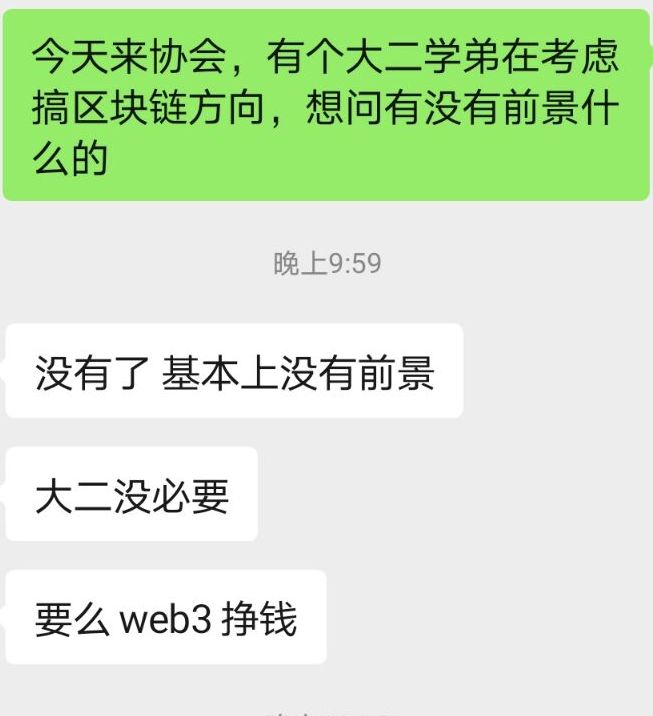 今天来协会，有个大二学弟在考虑
搞区块链方向，想问有没有前景什
么的
晚上9:59
没有了 基本上没有前景
大二没必要
要么 web3 挣钱